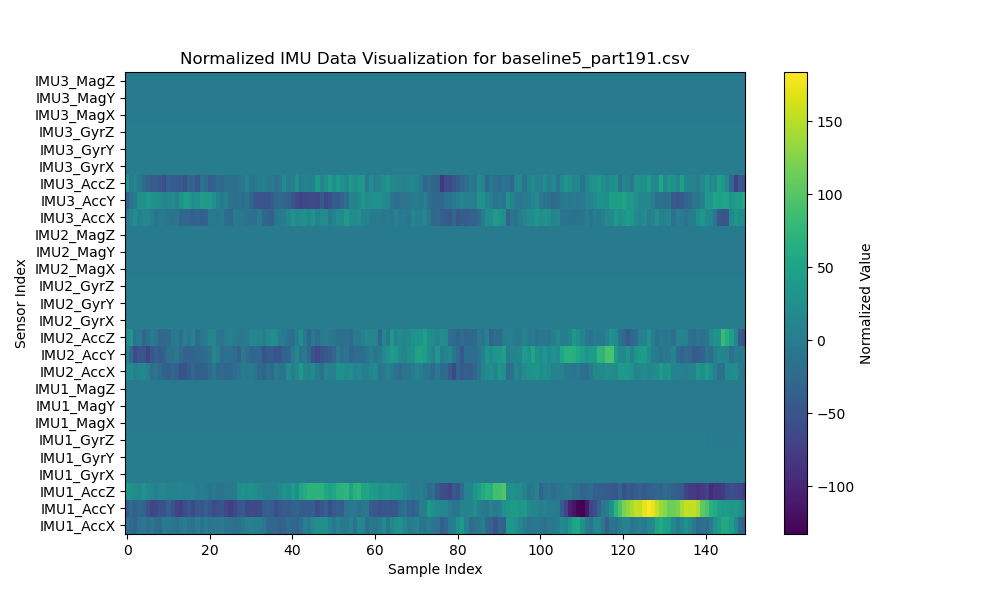 Normalized IMU Data Visualization for baseline5_part191.csv
IMU3_MagZ
IMU3_MagY
IMU3_MagX
IMU3_GyrZ
IMU3_GyrY
IMU3_GyrX
IMU3_AccZ
IMU3_AccY
IMU3_AccX
IMU2_MagZ
IMU2_MagY
IMU2_MagX
IMU2_GyrZ
IMU2_GyrY
IMU2_GyrX
IMU2_AccZ
IMU2_AccY
IMU2_AccX
IMU1_MagZ
IMU1_MagY
IMU1_MagX
IMU1_GyrZ
IMU1_GyrY
IMU1_GyrX
IMU1_AccZ
IMU1_AccY
IMU1_AccX
Sensor Index
0 20 40 60 80 100 120 140
Sample Index
150
100
50
0
−50
−100
Normalized Value